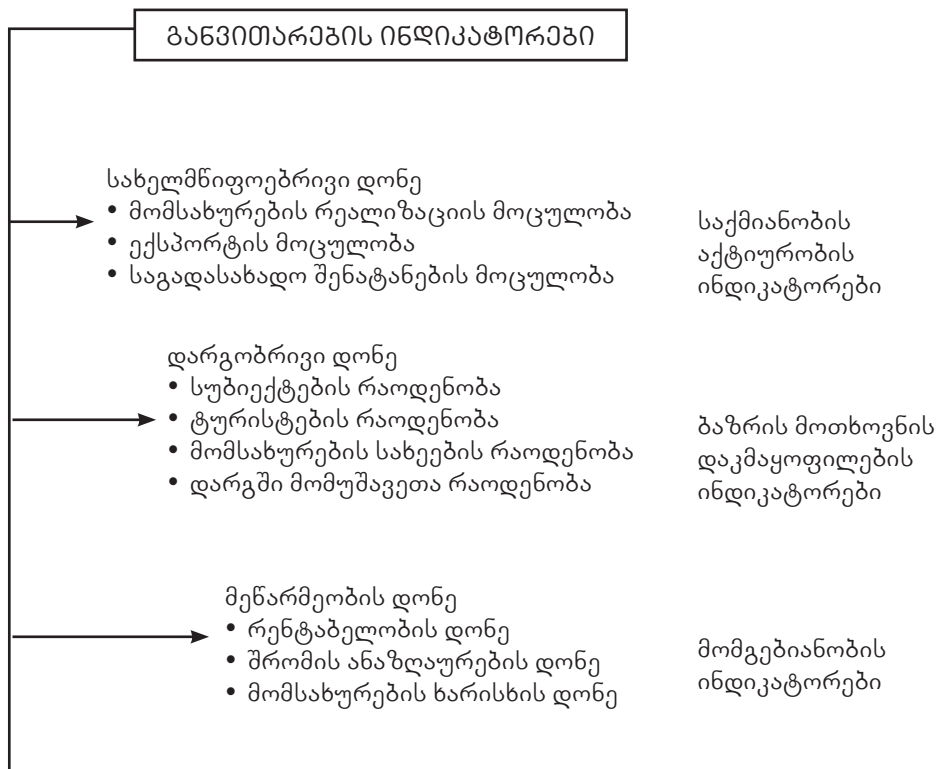 განვითარების ინდიკატორები
სახელმწიფოებრივი დონე
• მომსახურების რეალიზაციის მოცულობა
• ექსპორტის მოცულობა
• საგადასახადო შენატანების მოცულობა
საქმიანობის
აქტიურობის
ინდიკატორები
დარგობრივი დონე
• სუბიექტების რაოდენობა
• ტურისტების რაოდენობა
• მომსახურების სახეების რაოდენობა
• დარგში მომუშავეთა რაოდენობა
ბაზრის მოთხოვნის
დაკმაყოფილების
ინდიკატორები
მეწარმეობის დონე
• რენტაბელობის დონე
• შრომის ანაზღაურების დონე
• მომსახურების ხარისხის დონე
მომგებიანობის
ინდიკატორები